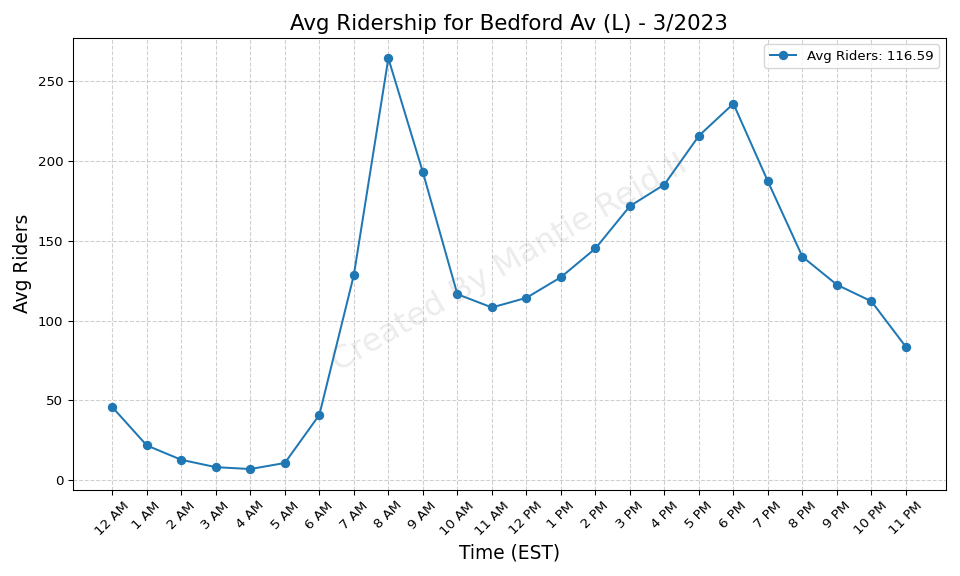 Avg Ridership for Bedford Av (L) - 3/2023
Avg Riders: 116.59
Avg Riders
250
200
150
100
50
0
Created By Mantie Reid II
12 AM
1 AM
2 AM
3 AM
4 AM
5 AM
6 AM
7 AM
8 AM
9 AM
10 AM
11 AM
12 PM
1 PM
2 PM
3 PM
4 PM
5 PM
6 PM
7 PM
8 PM
9 PM
10 PM
11 PM
Time (EST)